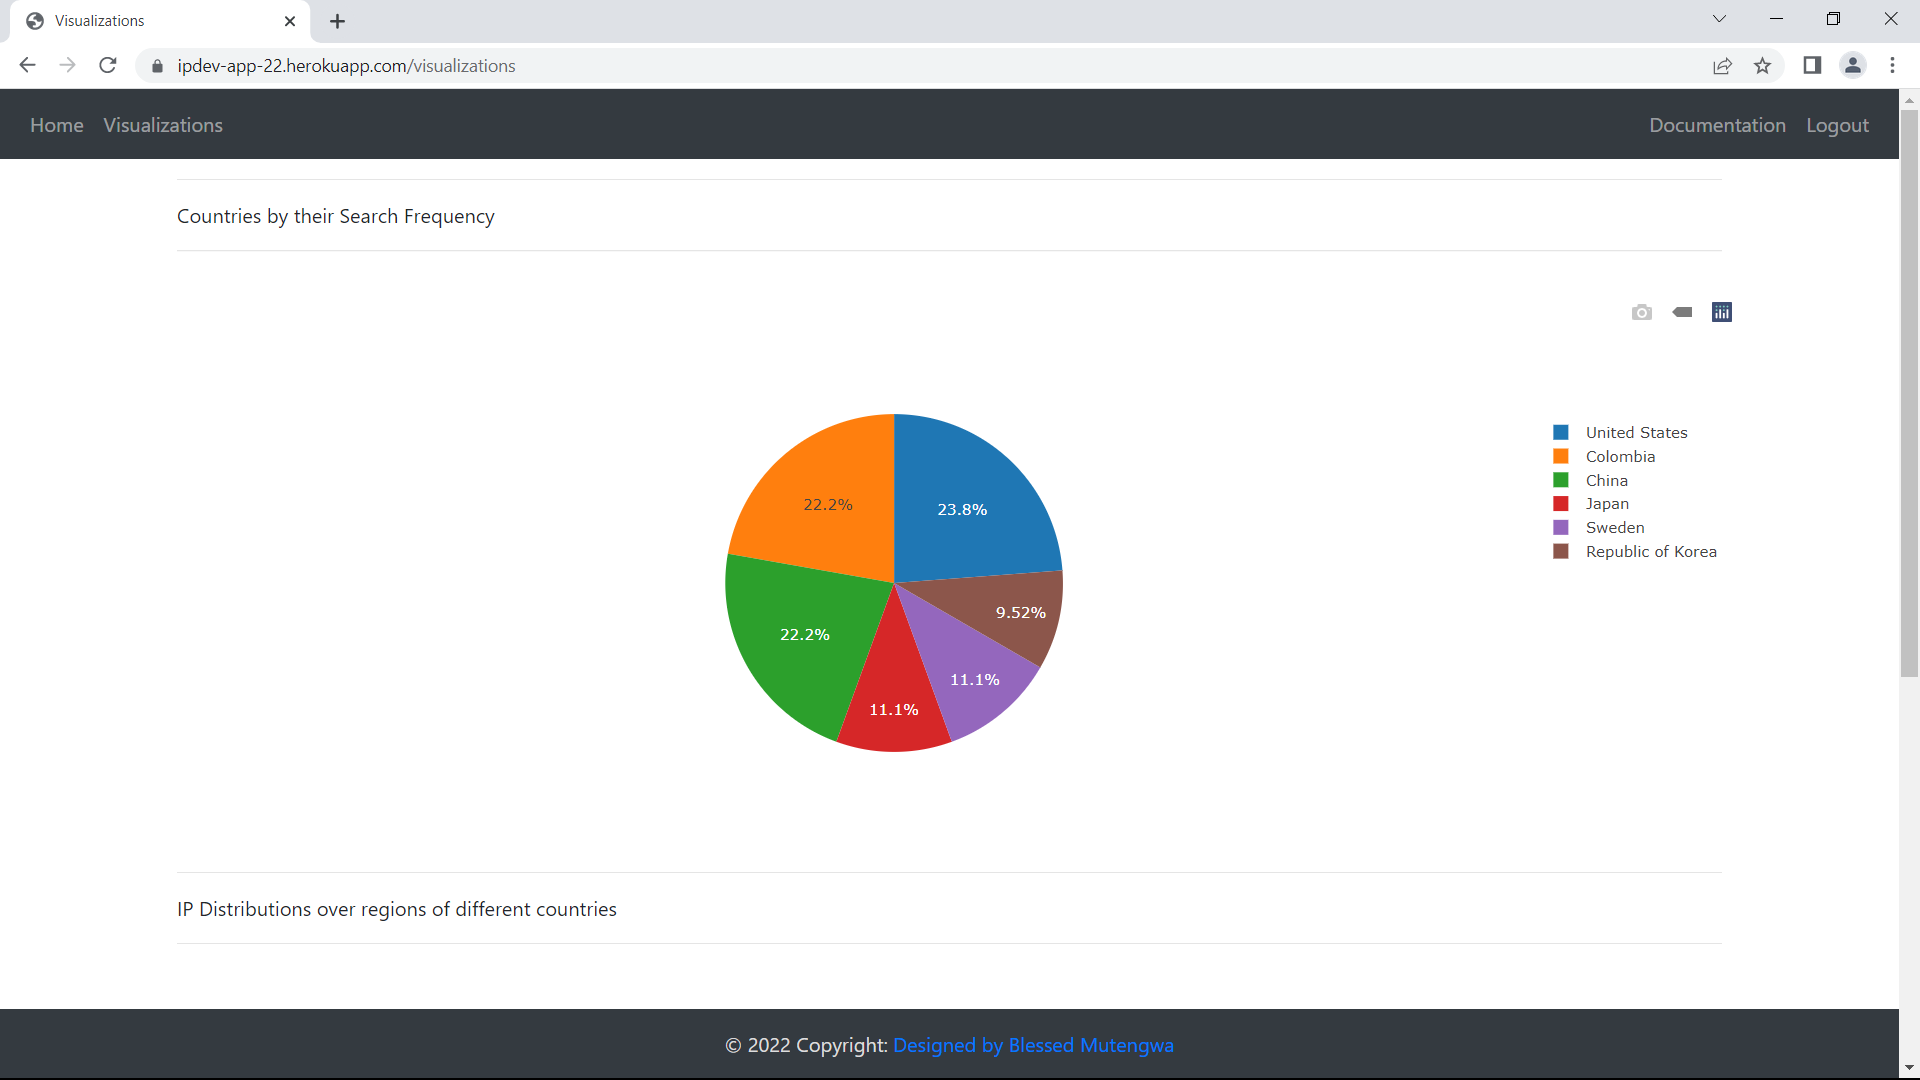 Visualizations
ipdev-app-22.herokuapp.com/visualizations
Home Visualizations Documentation Logout
Countries by their Search Frequency
United States
Colombia
China
Japan
Sweden
Republic of Korea
22.2%
23.8%
9.52%
22.2%
11.1%
11.1%
IP Distributions over regions of different countries
© 2022 Copyright: Designed by Blessed Mutengwa